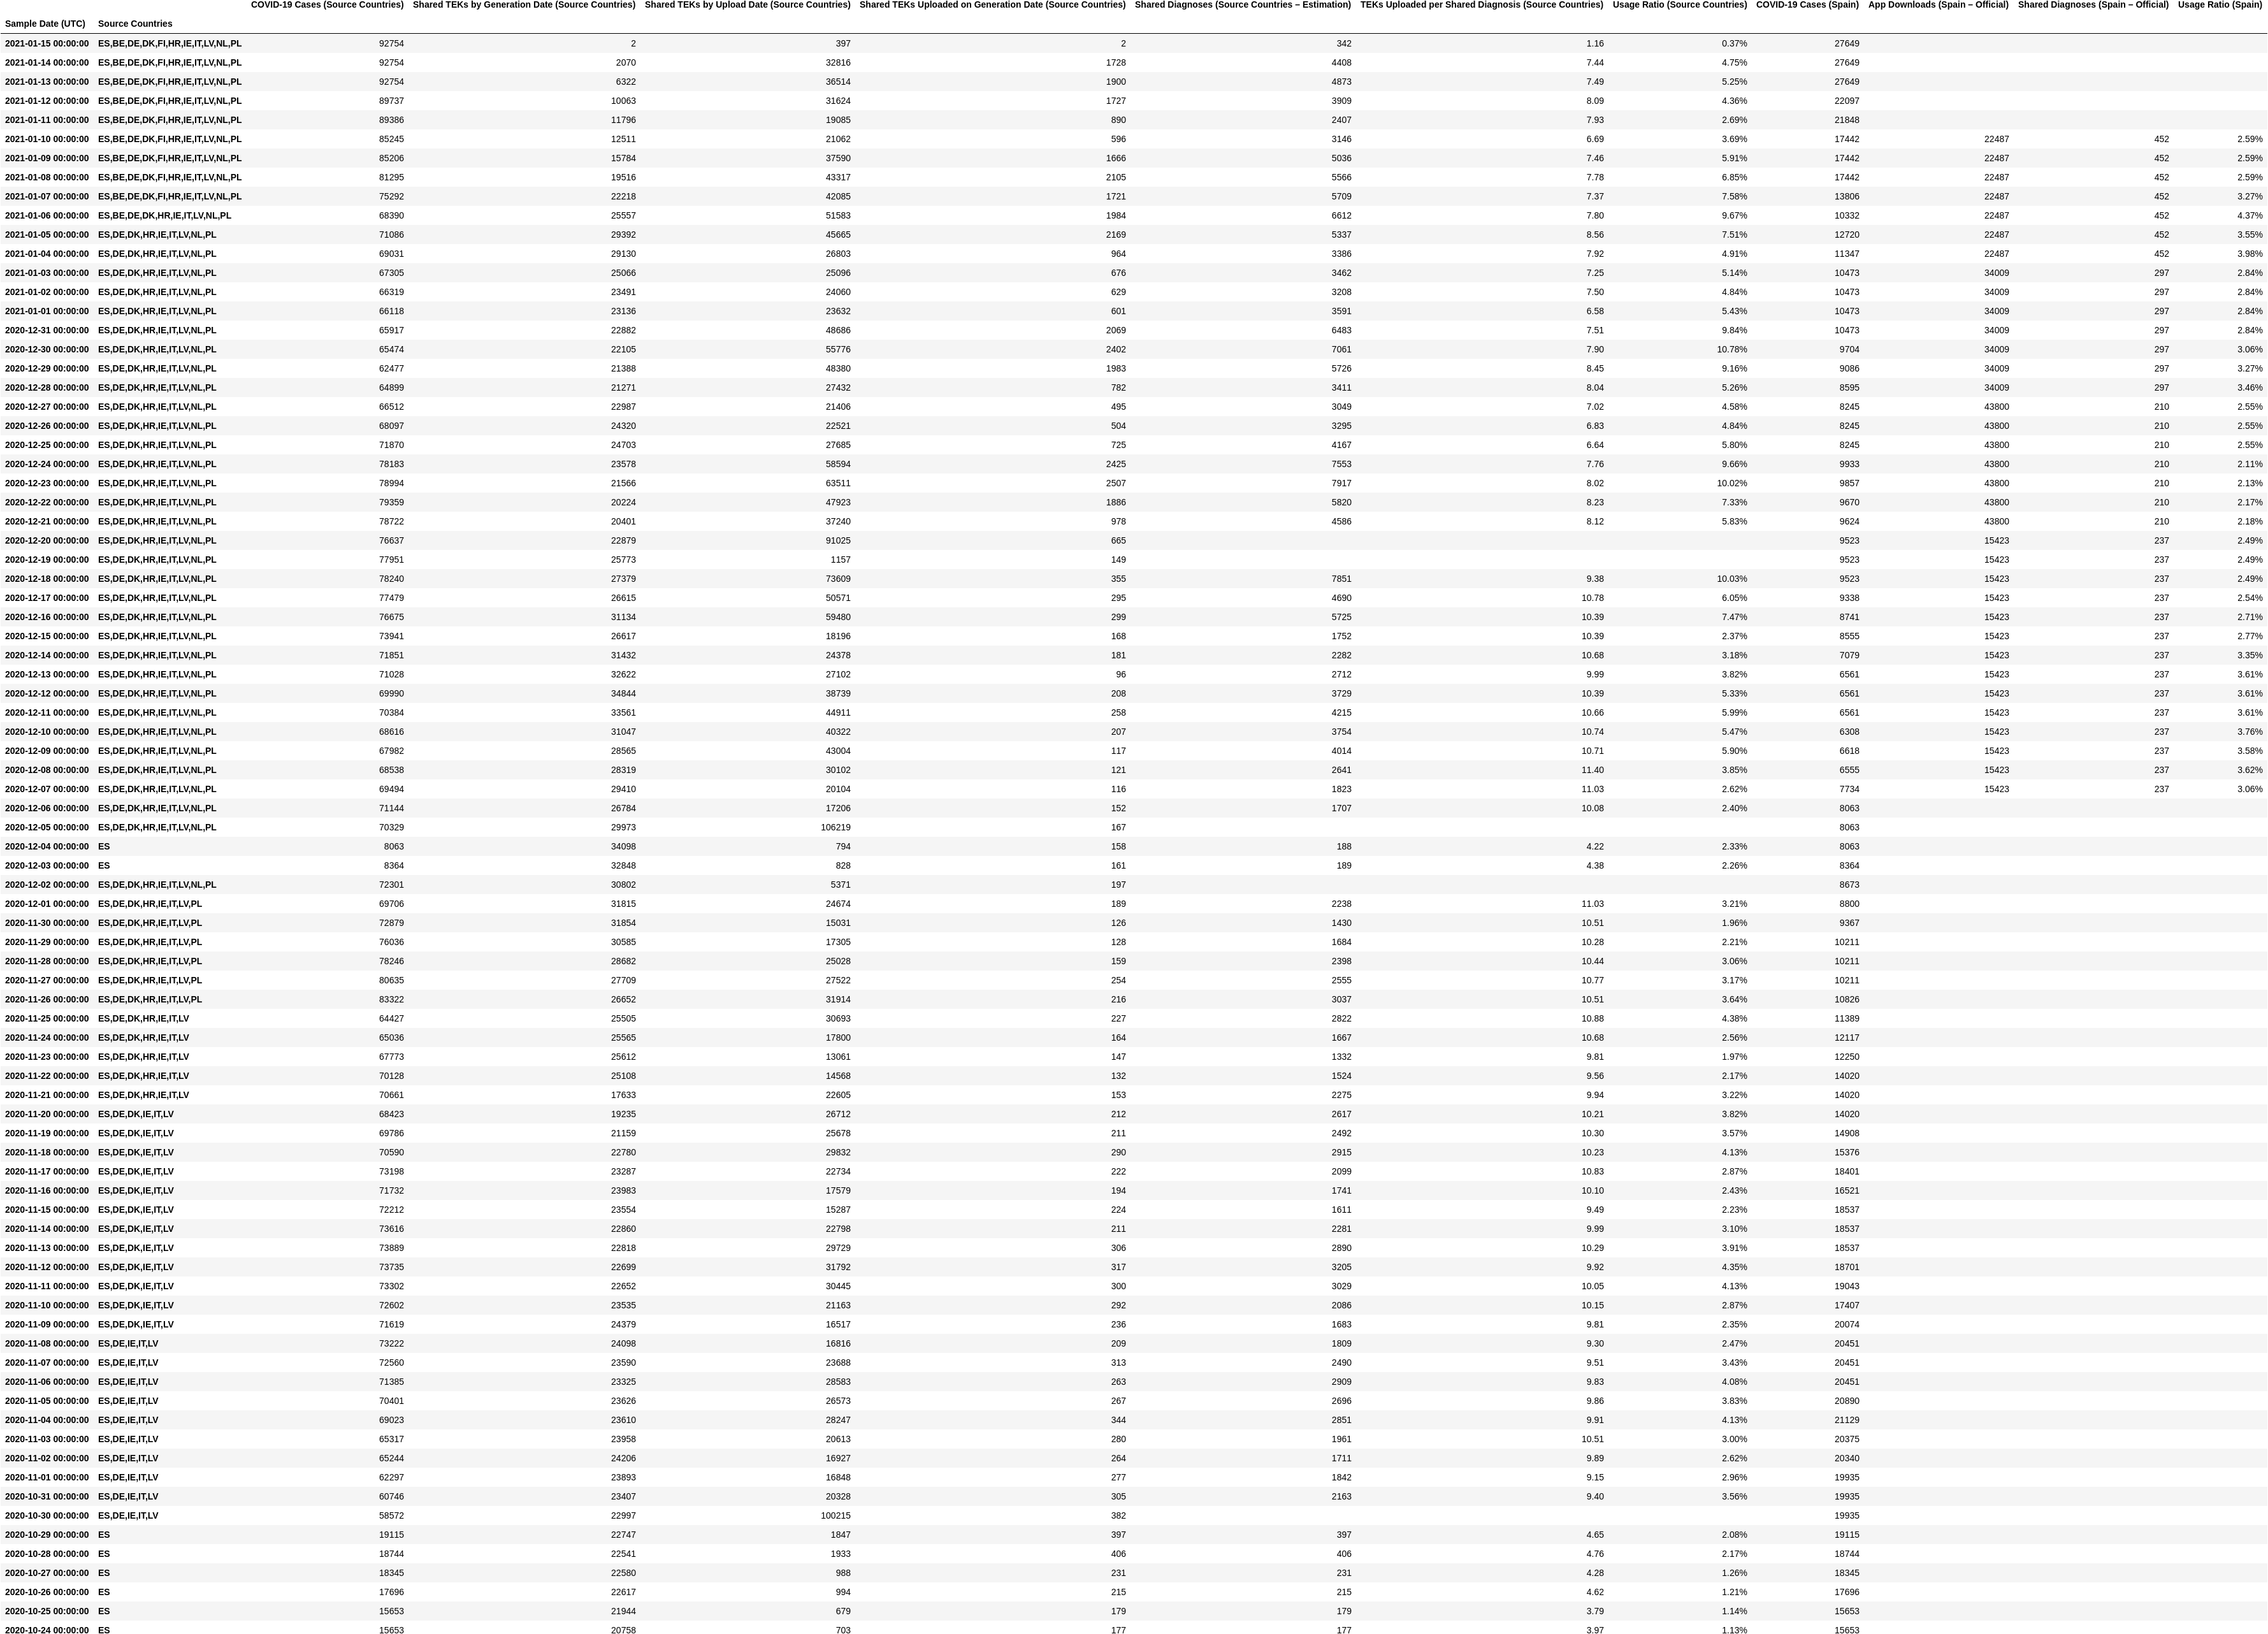 COVID-19 Cases (Source Countries) Shared TEKs by Generation Date (Source Countries) Shared TEKs by Upload Date (Source Countries) Shared TEKs Uploaded on Generation Date (Source Countries) Shared Diagnoses (Source Countries – Estimation) TEKs Uploaded per Shared Diagnosis (Source Countries) Usage Ratio (Source Countries) COVID-19 Cases (Spain) App Downloads (Spain – Official) Shared Diagnoses (Spain – Official) Usage Ratio (Spain)
Sample Date (UTC) Source Countries
2021-01-15 00:00:00 ES,BE,DE,DK,FI,HR,IE,IT,LV,NL,PL 92754 2 397 2 342 1.16 0.37% 27649
2021-01-14 00:00:00 ES,BE,DE,DK,FI,HR,IE,IT,LV,NL,PL 92754 2070 32816 1728 4408 7.44 4.75% 27649
2021-01-13 00:00:00 ES,BE,DE,DK,FI,HR,IE,IT,LV,NL,PL 92754 6322 36514 1900 4873 7.49 5.25% 27649
2021-01-12 00:00:00 ES,BE,DE,DK,FI,HR,IE,IT,LV,NL,PL 89737 10063 31624 1727 3909 8.09 4.36% 22097
2021-01-11 00:00:00 ES,BE,DE,DK,FI,HR,IE,IT,LV,NL,PL 89386 11796 19085 890 2407 7.93 2.69% 21848
2021-01-10 00:00:00 ES,BE,DE,DK,FI,HR,IE,IT,LV,NL,PL 85245 12511 21062 596 3146 6.69 3.69% 17442 22487 452 2.59%
2021-01-09 00:00:00 ES,BE,DE,DK,FI,HR,IE,IT,LV,NL,PL 85206 15784 37590 1666 5036 7.46 5.91% 17442 22487 452 2.59%
2021-01-08 00:00:00 ES,BE,DE,DK,FI,HR,IE,IT,LV,NL,PL 81295 19516 43317 2105 5566 7.78 6.85% 17442 22487 452 2.59%
2021-01-07 00:00:00 ES,BE,DE,DK,FI,HR,IE,IT,LV,NL,PL 75292 22218 42085 1721 5709 7.37 7.58% 13806 22487 452 3.27%
2021-01-06 00:00:00 ES,BE,DE,DK,HR,IE,IT,LV,NL,PL 68390 25557 51583 1984 6612 7.80 9.67% 10332 22487 452 4.37%
2021-01-05 00:00:00 ES,DE,DK,HR,IE,IT,LV,NL,PL 71086 29392 45665 2169 5337 8.56 7.51% 12720 22487 452 3.55%
2021-01-04 00:00:00 ES,DE,DK,HR,IE,IT,LV,NL,PL 69031 29130 26803 964 3386 7.92 4.91% 11347 22487 452 3.98%
2021-01-03 00:00:00 ES,DE,DK,HR,IE,IT,LV,NL,PL 67305 25066 25096 676 3462 7.25 5.14% 10473 34009 297 2.84%
2021-01-02 00:00:00 ES,DE,DK,HR,IE,IT,LV,NL,PL 66319 23491 24060 629 3208 7.50 4.84% 10473 34009 297 2.84%
2021-01-01 00:00:00 ES,DE,DK,HR,IE,IT,LV,NL,PL 66118 23136 23632 601 3591 6.58 5.43% 10473 34009 297 2.84%
2020-12-31 00:00:00 ES,DE,DK,HR,IE,IT,LV,NL,PL 65917 22882 48686 2069 6483 7.51 9.84% 10473 34009 297 2.84%
2020-12-30 00:00:00 ES,DE,DK,HR,IE,IT,LV,NL,PL 65474 22105 55776 2402 7061 7.90 10.78% 9704 34009 297 3.06%
2020-12-29 00:00:00 ES,DE,DK,HR,IE,IT,LV,NL,PL 62477 21388 48380 1983 5726 8.45 9.16% 9086 34009 297 3.27%
2020-12-28 00:00:00 ES,DE,DK,HR,IE,IT,LV,NL,PL 64899 21271 27432 782 3411 8.04 5.26% 8595 34009 297 3.46%
2020-12-27 00:00:00 ES,DE,DK,HR,IE,IT,LV,NL,PL 66512 22987 21406 495 3049 7.02 4.58% 8245 43800 210 2.55%
2020-12-26 00:00:00 ES,DE,DK,HR,IE,IT,LV,NL,PL 68097 24320 22521 504 3295 6.83 4.84% 8245 43800 210 2.55%
2020-12-25 00:00:00 ES,DE,DK,HR,IE,IT,LV,NL,PL 71870 24703 27685 725 4167 6.64 5.80% 8245 43800 210 2.55%
2020-12-24 00:00:00 ES,DE,DK,HR,IE,IT,LV,NL,PL 78183 23578 58594 2425 7553 7.76 9.66% 9933 43800 210 2.11%
2020-12-23 00:00:00 ES,DE,DK,HR,IE,IT,LV,NL,PL 78994 21566 63511 2507 7917 8.02 10.02% 9857 43800 210 2.13%
2020-12-22 00:00:00 ES,DE,DK,HR,IE,IT,LV,NL,PL 79359 20224 47923 1886 5820 8.23 7.33% 9670 43800 210 2.17%
2020-12-21 00:00:00 ES,DE,DK,HR,IE,IT,LV,NL,PL 78722 20401 37240 978 4586 8.12 5.83% 9624 43800 210 2.18%
2020-12-20 00:00:00 ES,DE,DK,HR,IE,IT,LV,NL,PL 76637 22879 91025 665 9523 15423 237 2.49%
2020-12-19 00:00:00 ES,DE,DK,HR,IE,IT,LV,NL,PL 77951 25773 1157 149 9523 15423 237 2.49%
2020-12-18 00:00:00 ES,DE,DK,HR,IE,IT,LV,NL,PL 78240 27379 73609 355 7851 9.38 10.03% 9523 15423 237 2.49%
2020-12-17 00:00:00 ES,DE,DK,HR,IE,IT,LV,NL,PL 77479 26615 50571 295 4690 10.78 6.05% 9338 15423 237 2.54%
2020-12-16 00:00:00 ES,DE,DK,HR,IE,IT,LV,NL,PL 76675 31134 59480 299 5725 10.39 7.47% 8741 15423 237 2.71%
2020-12-15 00:00:00 ES,DE,DK,HR,IE,IT,LV,NL,PL 73941 26617 18196 168 1752 10.39 2.37% 8555 15423 237 2.77%
2020-12-14 00:00:00 ES,DE,DK,HR,IE,IT,LV,NL,PL 71851 31432 24378 181 2282 10.68 3.18% 7079 15423 237 3.35%
2020-12-13 00:00:00 ES,DE,DK,HR,IE,IT,LV,NL,PL 71028 32622 27102 96 2712 9.99 3.82% 6561 15423 237 3.61%
2020-12-12 00:00:00 ES,DE,DK,HR,IE,IT,LV,NL,PL 69990 34844 38739 208 3729 10.39 5.33% 6561 15423 237 3.61%
2020-12-11 00:00:00 ES,DE,DK,HR,IE,IT,LV,NL,PL 70384 33561 44911 258 4215 10.66 5.99% 6561 15423 237 3.61%
2020-12-10 00:00:00 ES,DE,DK,HR,IE,IT,LV,NL,PL 68616 31047 40322 207 3754 10.74 5.47% 6308 15423 237 3.76%
2020-12-09 00:00:00 ES,DE,DK,HR,IE,IT,LV,NL,PL 67982 28565 43004 117 4014 10.71 5.90% 6618 15423 237 3.58%
2020-12-08 00:00:00 ES,DE,DK,HR,IE,IT,LV,NL,PL 68538 28319 30102 121 2641 11.40 3.85% 6555 15423 237 3.62%
2020-12-07 00:00:00 ES,DE,DK,HR,IE,IT,LV,NL,PL 69494 29410 20104 116 1823 11.03 2.62% 7734 15423 237 3.06%
2020-12-06 00:00:00 ES,DE,DK,HR,IE,IT,LV,NL,PL 71144 26784 17206 152 1707 10.08 2.40% 8063
2020-12-05 00:00:00 ES,DE,DK,HR,IE,IT,LV,NL,PL 70329 29973 106219 167 8063
2020-12-04 00:00:00 ES 8063 34098 794 158 188 4.22 2.33% 8063
2020-12-03 00:00:00 ES 8364 32848 828 161 189 4.38 2.26% 8364
2020-12-02 00:00:00 ES,DE,DK,HR,IE,IT,LV,NL,PL 72301 30802 5371 197 8673
2020-12-01 00:00:00 ES,DE,DK,HR,IE,IT,LV,PL 69706 31815 24674 189 2238 11.03 3.21% 8800
2020-11-30 00:00:00 ES,DE,DK,HR,IE,IT,LV,PL 72879 31854 15031 126 1430 10.51 1.96% 9367
2020-11-29 00:00:00 ES,DE,DK,HR,IE,IT,LV,PL 76036 30585 17305 128 1684 10.28 2.21% 10211
2020-11-28 00:00:00 ES,DE,DK,HR,IE,IT,LV,PL 78246 28682 25028 159 2398 10.44 3.06% 10211
2020-11-27 00:00:00 ES,DE,DK,HR,IE,IT,LV,PL 80635 27709 27522 254 2555 10.77 3.17% 10211
2020-11-26 00:00:00 ES,DE,DK,HR,IE,IT,LV,PL 83322 26652 31914 216 3037 10.51 3.64% 10826
2020-11-25 00:00:00 ES,DE,DK,HR,IE,IT,LV 64427 25505 30693 227 2822 10.88 4.38% 11389
2020-11-24 00:00:00 ES,DE,DK,HR,IE,IT,LV 65036 25565 17800 164 1667 10.68 2.56% 12117
2020-11-23 00:00:00 ES,DE,DK,HR,IE,IT,LV 67773 25612 13061 147 1332 9.81 1.97% 12250
2020-11-22 00:00:00 ES,DE,DK,HR,IE,IT,LV 70128 25108 14568 132 1524 9.56 2.17% 14020
2020-11-21 00:00:00 ES,DE,DK,HR,IE,IT,LV 70661 17633 22605 153 2275 9.94 3.22% 14020
2020-11-20 00:00:00 ES,DE,DK,IE,IT,LV 68423 19235 26712 212 2617 10.21 3.82% 14020
2020-11-19 00:00:00 ES,DE,DK,IE,IT,LV 69786 21159 25678 211 2492 10.30 3.57% 14908
2020-11-18 00:00:00 ES,DE,DK,IE,IT,LV 70590 22780 29832 290 2915 10.23 4.13% 15376
2020-11-17 00:00:00 ES,DE,DK,IE,IT,LV 73198 23287 22734 222 2099 10.83 2.87% 18401
2020-11-16 00:00:00 ES,DE,DK,IE,IT,LV 71732 23983 17579 194 1741 10.10 2.43% 16521
2020-11-15 00:00:00 ES,DE,DK,IE,IT,LV 72212 23554 15287 224 1611 9.49 2.23% 18537
2020-11-14 00:00:00 ES,DE,DK,IE,IT,LV 73616 22860 22798 211 2281 9.99 3.10% 18537
2020-11-13 00:00:00 ES,DE,DK,IE,IT,LV 73889 22818 29729 306 2890 10.29 3.91% 18537
2020-11-12 00:00:00 ES,DE,DK,IE,IT,LV 73735 22699 31792 317 3205 9.92 4.35% 18701
2020-11-11 00:00:00 ES,DE,DK,IE,IT,LV 73302 22652 30445 300 3029 10.05 4.13% 19043
2020-11-10 00:00:00 ES,DE,DK,IE,IT,LV 72602 23535 21163 292 2086 10.15 2.87% 17407
2020-11-09 00:00:00 ES,DE,DK,IE,IT,LV 71619 24379 16517 236 1683 9.81 2.35% 20074
2020-11-08 00:00:00 ES,DE,IE,IT,LV 73222 24098 16816 209 1809 9.30 2.47% 20451
2020-11-07 00:00:00 ES,DE,IE,IT,LV 72560 23590 23688 313 2490 9.51 3.43% 20451
2020-11-06 00:00:00 ES,DE,IE,IT,LV 71385 23325 28583 263 2909 9.83 4.08% 20451
2020-11-05 00:00:00 ES,DE,IE,IT,LV 70401 23626 26573 267 2696 9.86 3.83% 20890
2020-11-04 00:00:00 ES,DE,IE,IT,LV 69023 23610 28247 344 2851 9.91 4.13% 21129
2020-11-03 00:00:00 ES,DE,IE,IT,LV 65317 23958 20613 280 1961 10.51 3.00% 20375
2020-11-02 00:00:00 ES,DE,IE,IT,LV 65244 24206 16927 264 1711 9.89 2.62% 20340
2020-11-01 00:00:00 ES,DE,IE,IT,LV 62297 23893 16848 277 1842 9.15 2.96% 19935
2020-10-31 00:00:00 ES,DE,IE,IT,LV 60746 23407 20328 305 2163 9.40 3.56% 19935
2020-10-30 00:00:00 ES,DE,IE,IT,LV 58572 22997 100215 382 19935
2020-10-29 00:00:00 ES 19115 22747 1847 397 397 4.65 2.08% 19115
2020-10-28 00:00:00 ES 18744 22541 1933 406 406 4.76 2.17% 18744
2020-10-27 00:00:00 ES 18345 22580 988 231 231 4.28 1.26% 18345
2020-10-26 00:00:00 ES 17696 22617 994 215 215 4.62 1.21% 17696
2020-10-25 00:00:00 ES 15653 21944 679 179 179 3.79 1.14% 15653
2020-10-24 00:00:00 ES 15653 20758 703 177 177 3.97 1.13% 15653